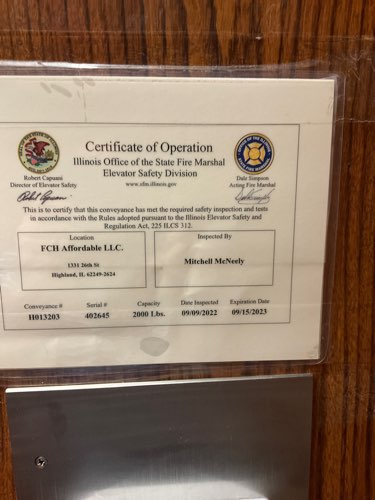 Certificate of Operation
Illinois Office of the State Fire Marshal
Elevator Safety Division
www.sfm.illinois.gov
Robert Capuani
Director of Elevator Safety
Dale Simpson
Acting Fire Marshal
This is to certify that this conveyance has met the required safety inspection and tests
in accordance with the Rules adopted pursuant to the Illinois Elevator Safety and
Regulation Act, 225 ILCS 312.
Location
FCH Affordable LLC.
1331 26th St
Highland, IL 62249-2624
Inspected By
Mitchell McNeely
Conveyance # Serial # Capacity Date Inspected Expiration Date
H013203 402645 2000 Lbs. 09/09/2022 09/15/2023